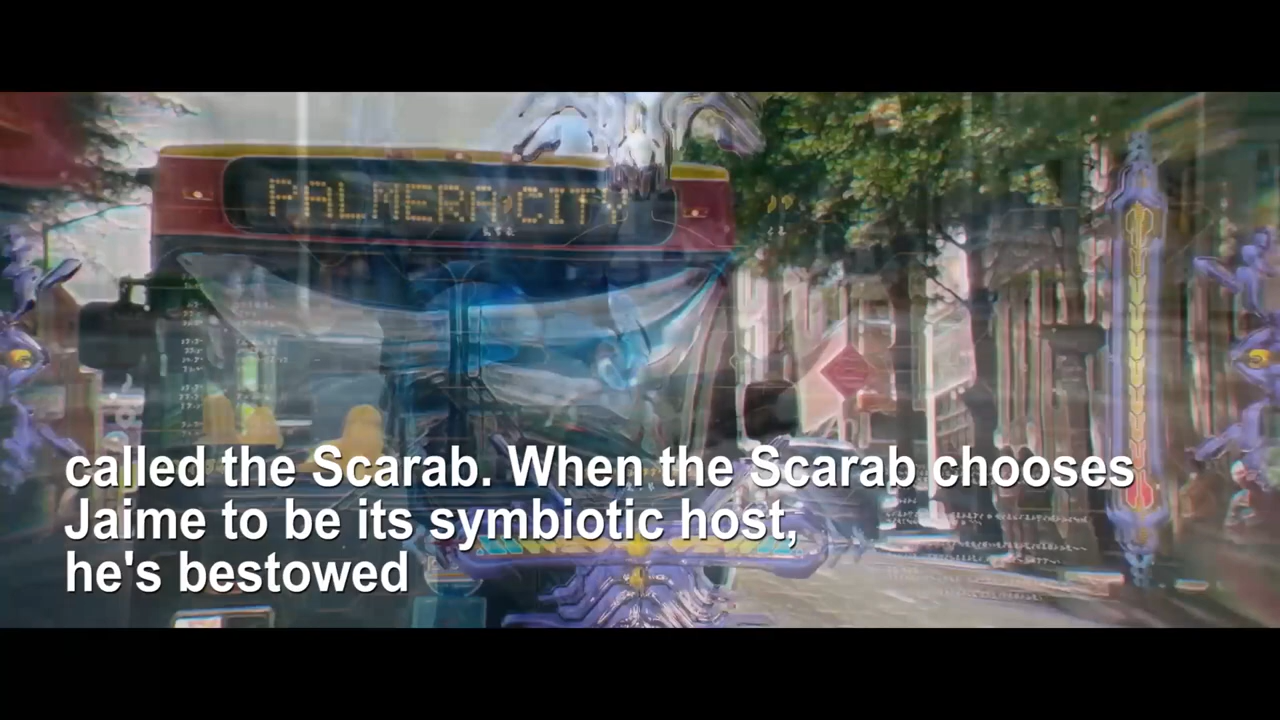 PALMERA CITY
called the Scarab. When the Scarab chooses
Jaime to be its symbiotic host,
he's bestowed